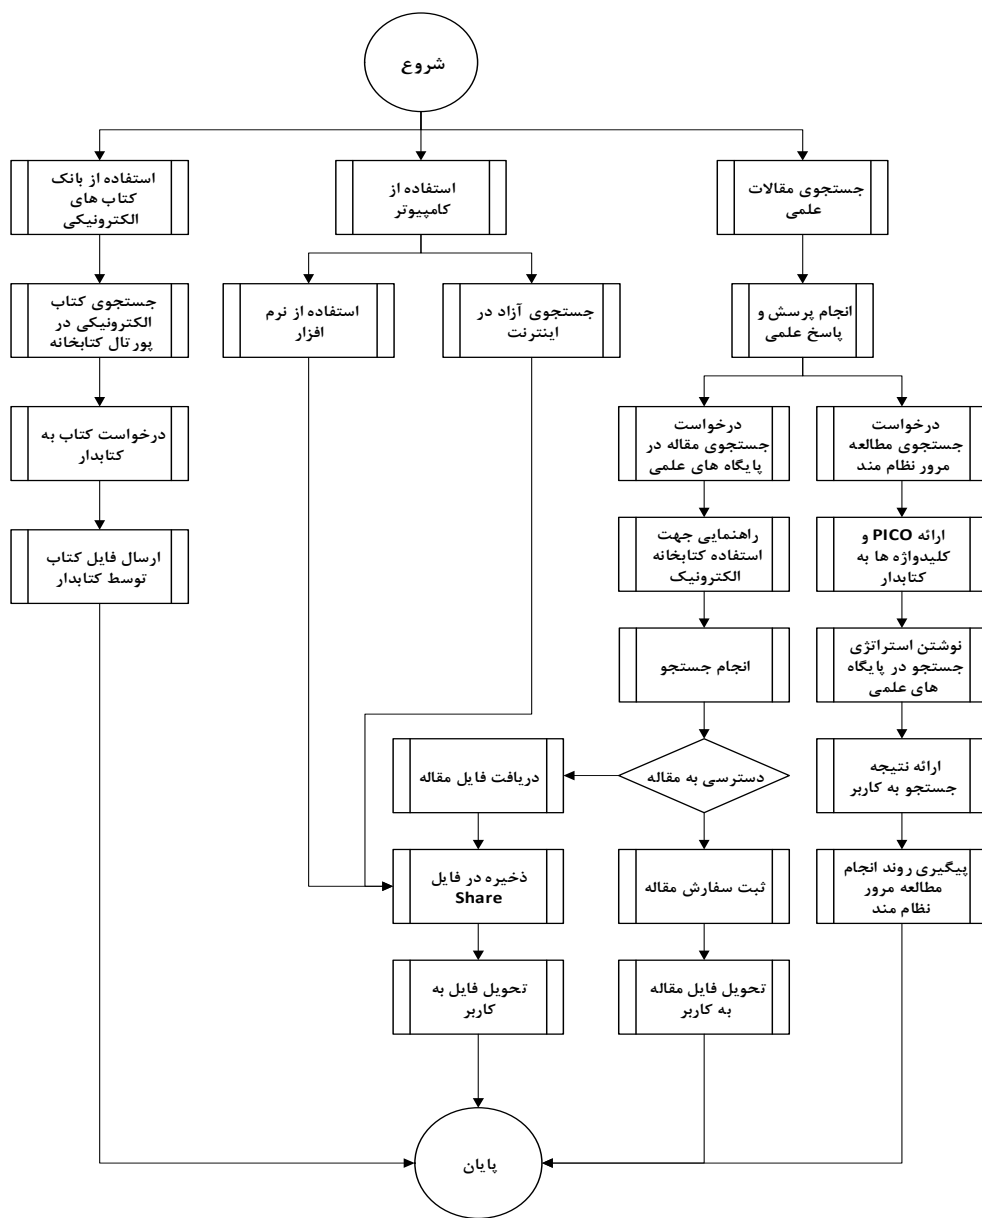 شروع
جستجوی مقالات
علمی
استفاده از
کامپیوتر
استفاده از بانک
کتاب های
الکترونیکی
انجام پرسش و
پاسخ علمی
جستجوی آزاد در
اینترنت
استفاده از نرم
افزار
جستجوی کتاب
الکترونیکی در
پورتال کتابخانه
درخواست
جستجوی مطالعه
مرور نظام مند
درخواست
جستجوی مقاله در
پایگاه های علمی
درخواست کتاب به
کتابدار
ارائه PICO و
کلیدواژه ها به
کتابدار
راهنمایی جهت
استفاده کتابخانه
الکترونیک
ارسال فایل کتاب
توسط کتابدار
نوشتن استراتژی
جستجو در پایگاه
های علمی
انجام جستجو
ارائه نتیجه
جستجو به کاربر
دسترسی به مقاله
دریافت فایل مقاله
پیگیری روند انجام
مطالعه مرور
نظام مند
ثبت سفارش مقاله
ذخیره در فایل
Share
تحویل فایل مقاله
به کاربر
تحویل فایل به
کاربر
پایان